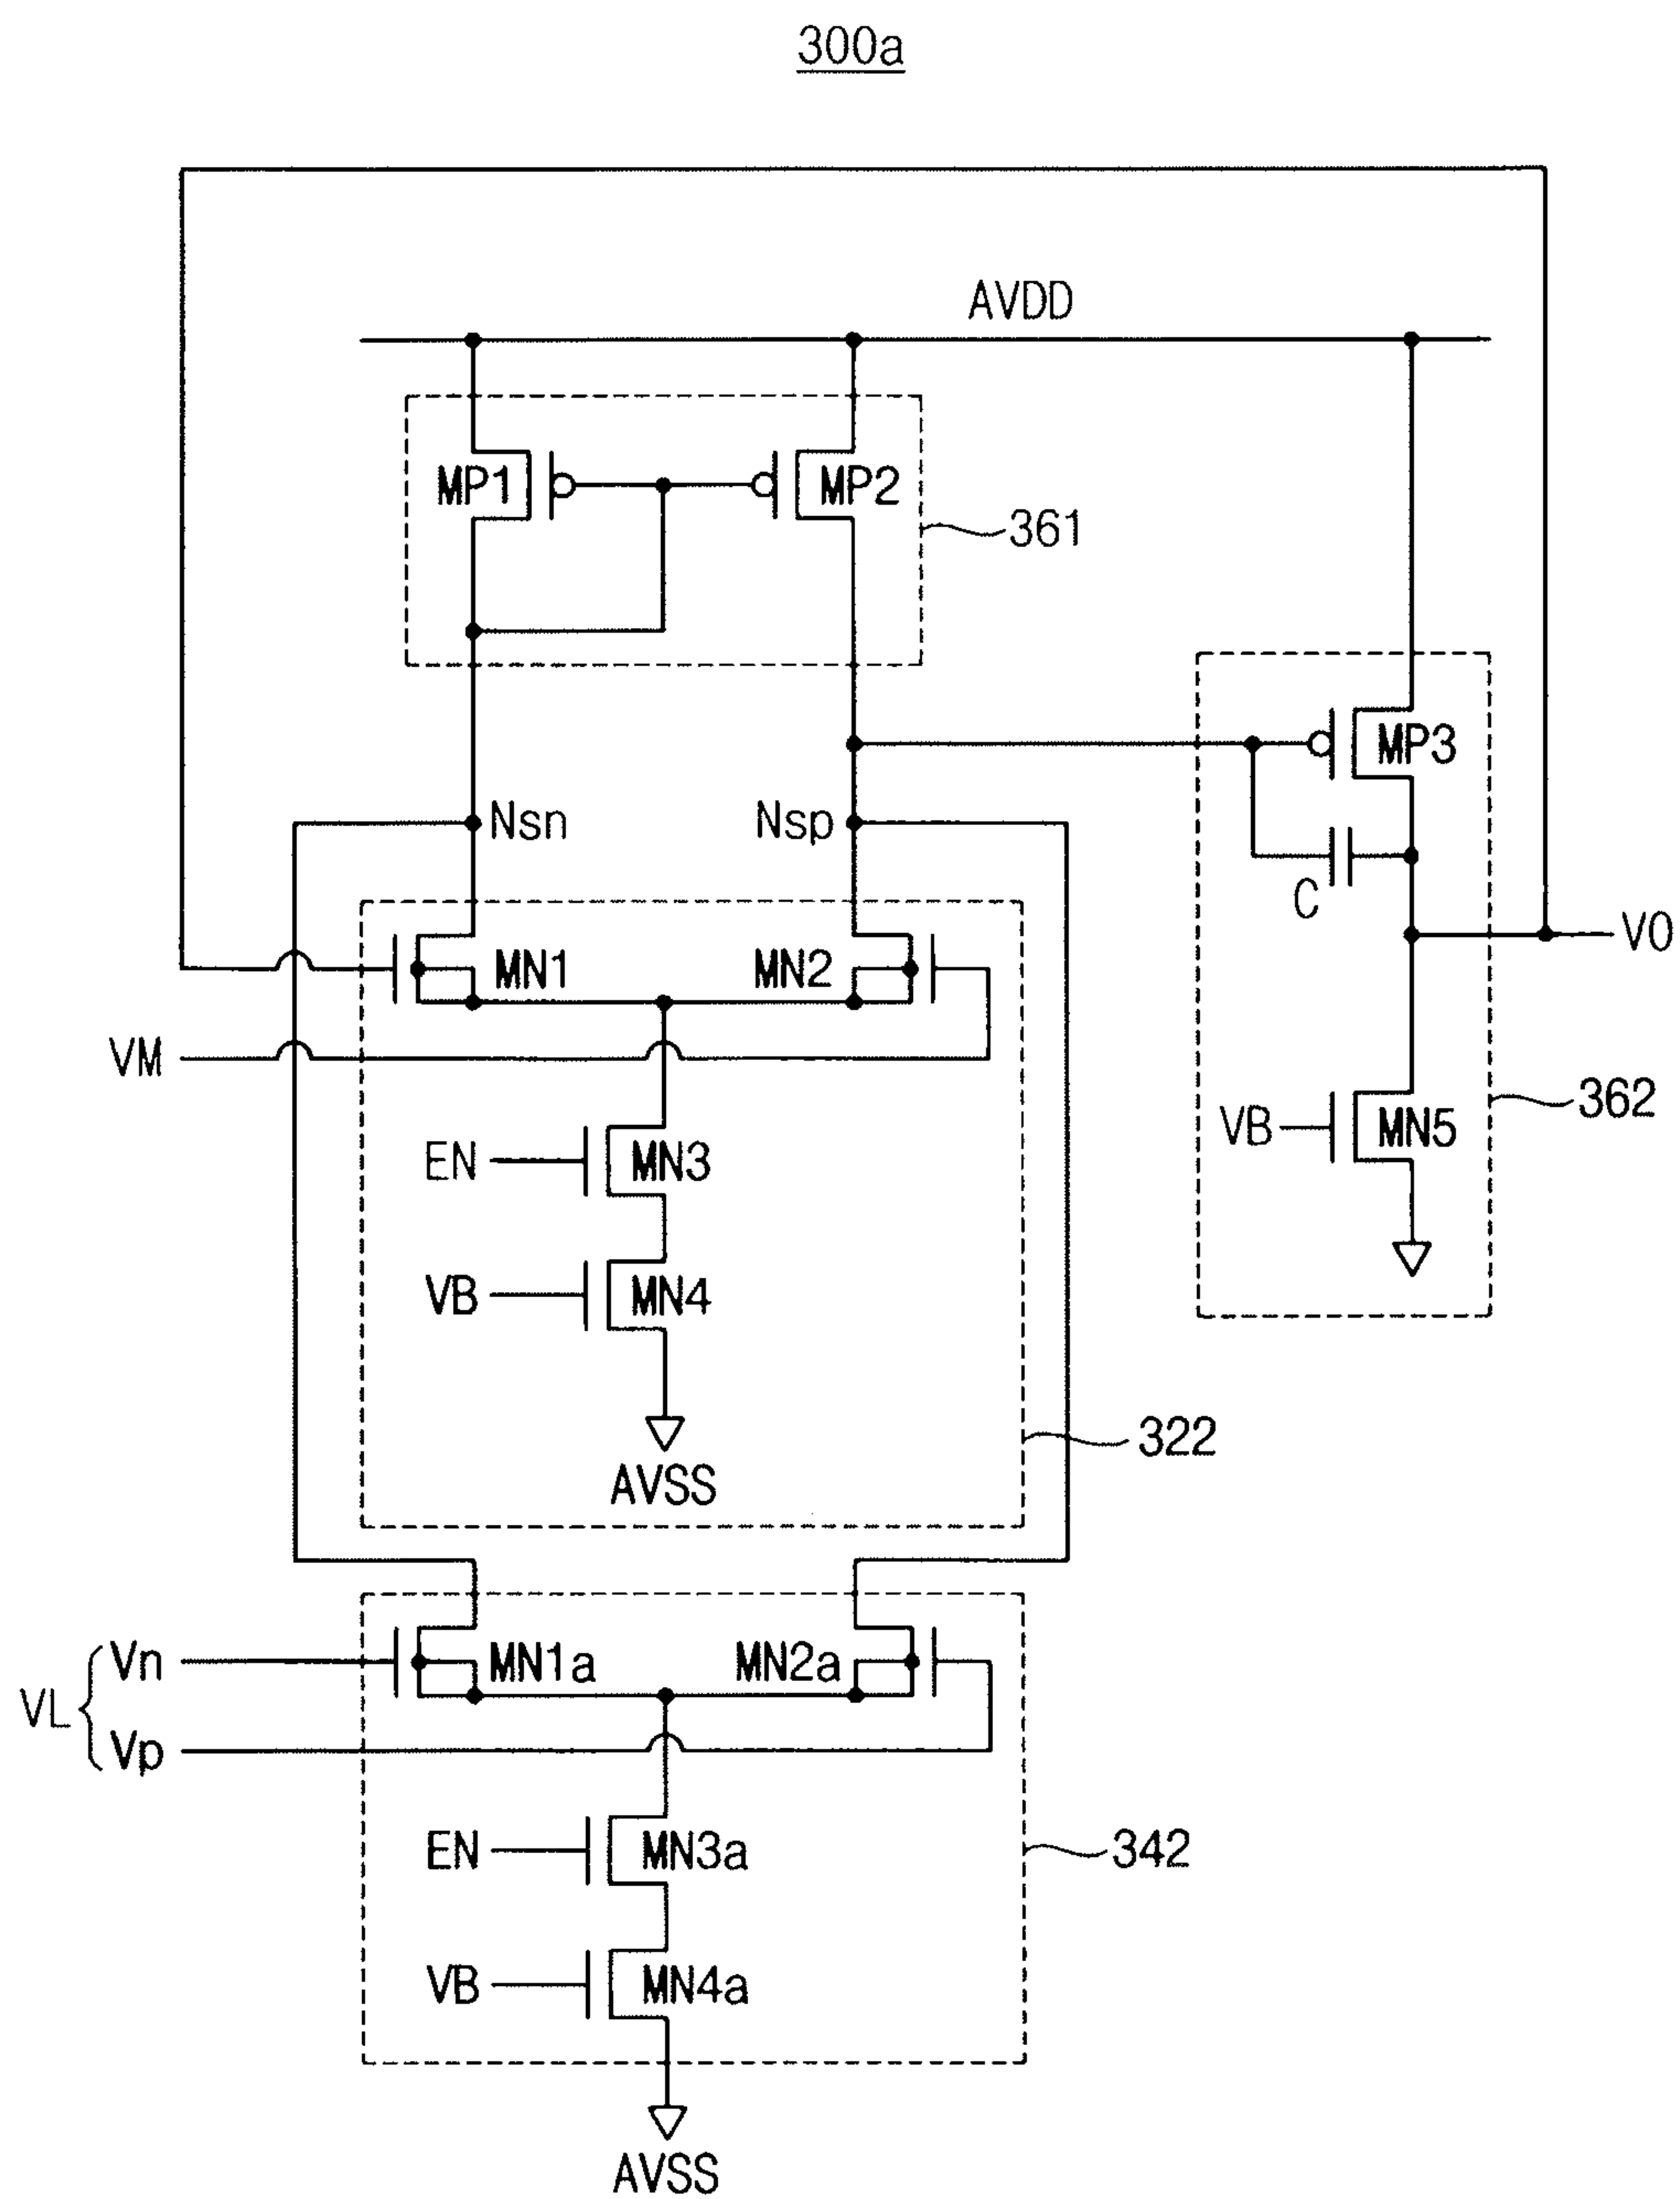 300a
AVDD
MP1
MP2
361
MP3
Nsn
Nsp
C
VO
MN1
MN2
VM
362
VB
MN5
EN
MN3
VB
MN4
322
AVSS
Vn
MN1a
MN2a
VL
Vp
EN
MN3a
342
VB
MN4a
AVSS